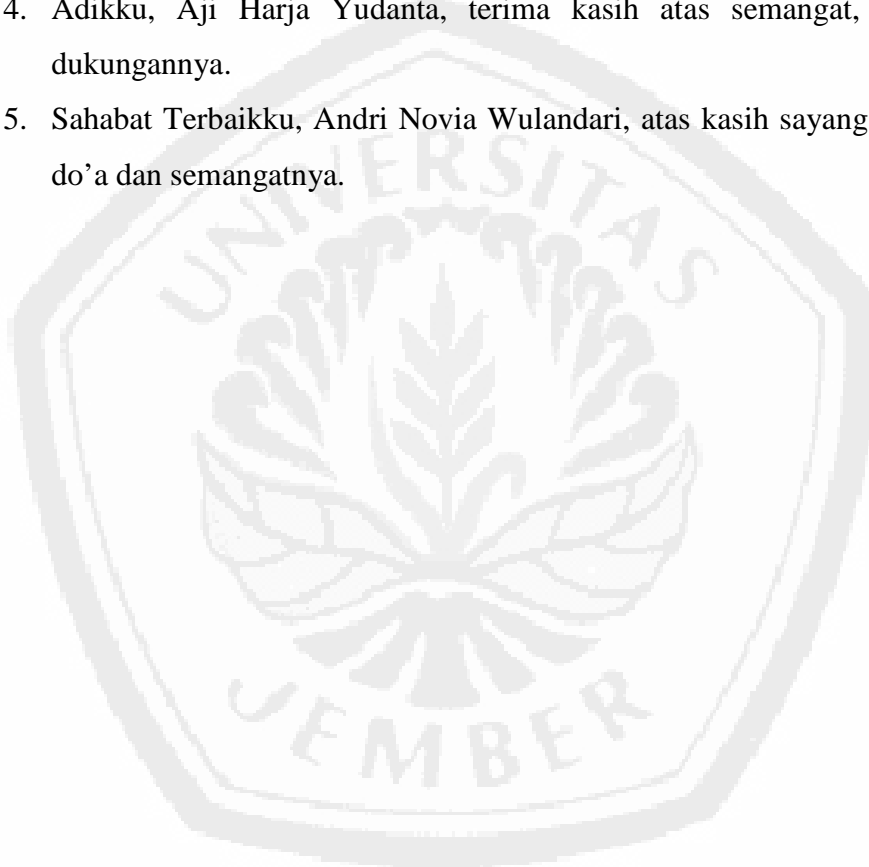 4. Adikku, Aji Harja Yudanta, terima kasih atas semangat,
dukungannya.
5. Sahabat Terbaikku, Andri Novia Wulandari, atas kasih sayang
do’a dan semangatnya.
UNIVERSITAS
JEMBER